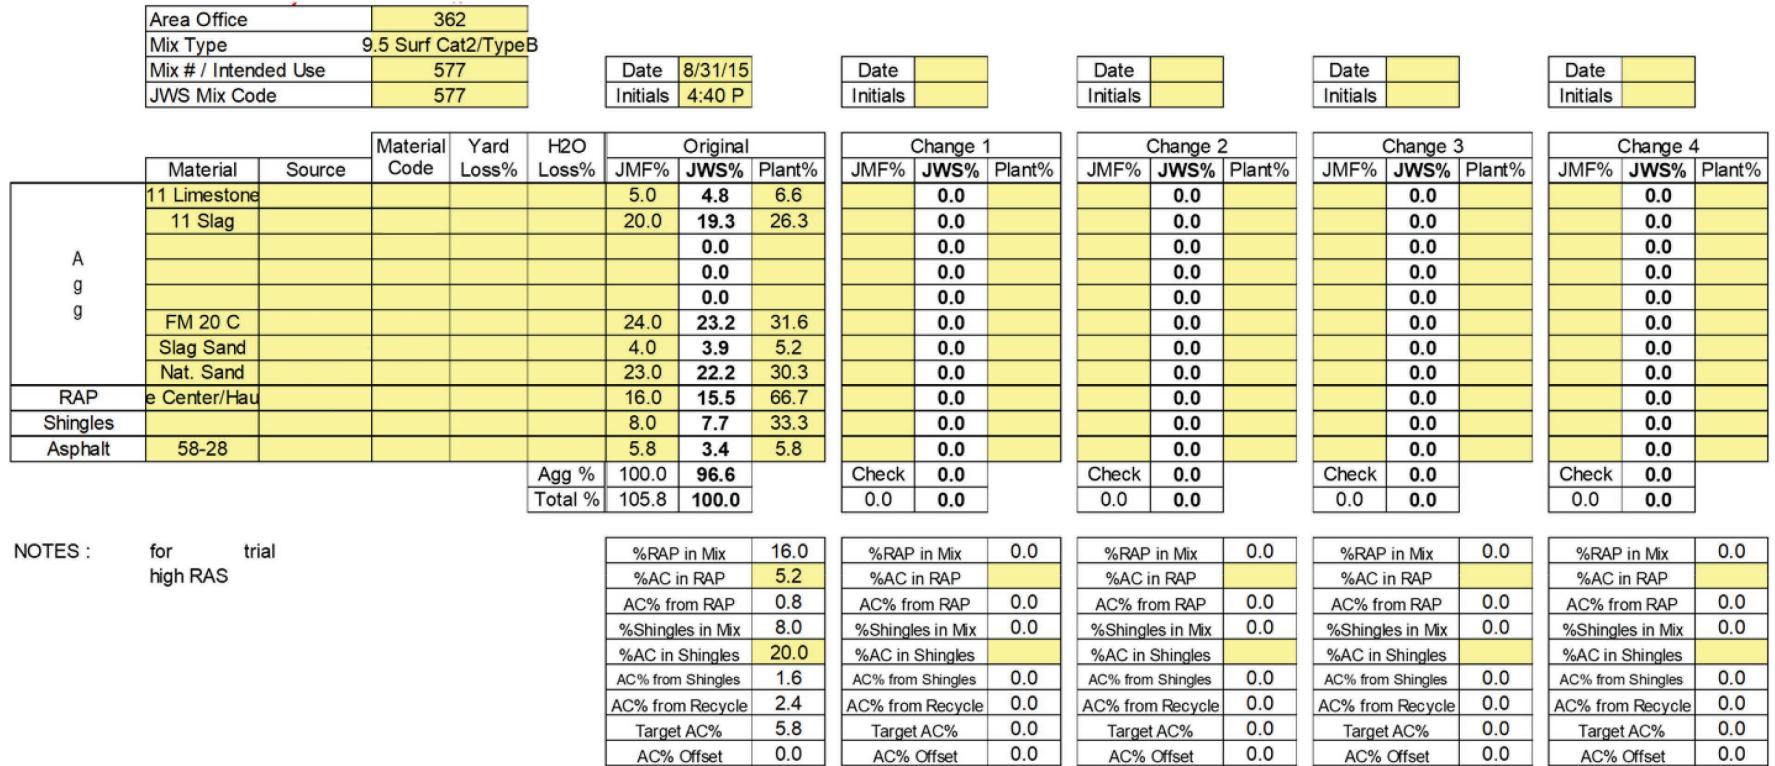 Area Office 362
Mix Type 9.5 Surf Cat2/TypeB
Mix # / Intended Use 577 Date 8/31/15 Date Date Date Date
JWS Mix Code 577 Initials 4:40 P Initials Initials Initials Initials
Material Code Yard Loss% H2O Loss% Original Change 1 Change 2 Change 3 Change 4
Material Source JMF% JWS% Plant% JMF% JWS% Plant% JMF% JWS% Plant% JMF% JWS% Plant% JMF% JWS% Plant%
Agg
11 Limestone 5.0 4.8 6.6 0.0 0.0 0.0 0.0
11 Slag 20.0 19.3 26.3 0.0 0.0 0.0 0.0
0.0 0.0 0.0 0.0 0.0
0.0 0.0 0.0 0.0 0.0
0.0 0.0 0.0 0.0 0.0
FM 20 C 24.0 23.2 31.6 0.0 0.0 0.0 0.0
Slag Sand 4.0 3.9 5.2 0.0 0.0 0.0 0.0
Nat. Sand 23.0 22.2 30.3 0.0 0.0 0.0 0.0
RAP e Center/Hau 16.0 15.5 66.7 0.0 0.0 0.0 0.0
Shingles 8.0 7.7 33.3 0.0 0.0 0.0 0.0
Asphalt 58-28 5.8 3.4 5.8 0.0 0.0 0.0 0.0
Agg % 100.0 96.6 Check 0.0 Check 0.0 Check 0.0 Check 0.0
Total % 105.8 100.0 0.0 0.0 0.0 0.0 0.0 0.0 0.0 0.0
NOTES : for trial
high RAS
%RAP in Mix 16.0 %RAP in Mix 0.0 %RAP in Mix 0.0 %RAP in Mix 0.0 %RAP in Mix 0.0
%AC in RAP 5.2 %AC in RAP %AC in RAP %AC in RAP %AC in RAP
AC% from RAP 0.8 AC% from RAP 0.0 AC% from RAP 0.0 AC% from RAP 0.0 AC% from RAP 0.0
%Shingles in Mix 8.0 %Shingles in Mix 0.0 %Shingles in Mix 0.0 %Shingles in Mix 0.0 %Shingles in Mix 0.0
%AC in Shingles 20.0 %AC in Shingles %AC in Shingles %AC in Shingles %AC in Shingles
AC% from Shingles 1.6 AC% from Shingles 0.0 AC% from Shingles 0.0 AC% from Shingles 0.0 AC% from Shingles 0.0
AC% from Recycle 2.4 AC% from Recycle 0.0 AC% from Recycle 0.0 AC% from Recycle 0.0 AC% from Recycle 0.0
Target AC% 5.8 Target AC% 0.0 Target AC% 0.0 Target AC% 0.0 Target AC% 0.0
AC% Offset 0.0 AC% Offset 0.0 AC% Offset 0.0 AC% Offset 0.0 AC% Offset 0.0